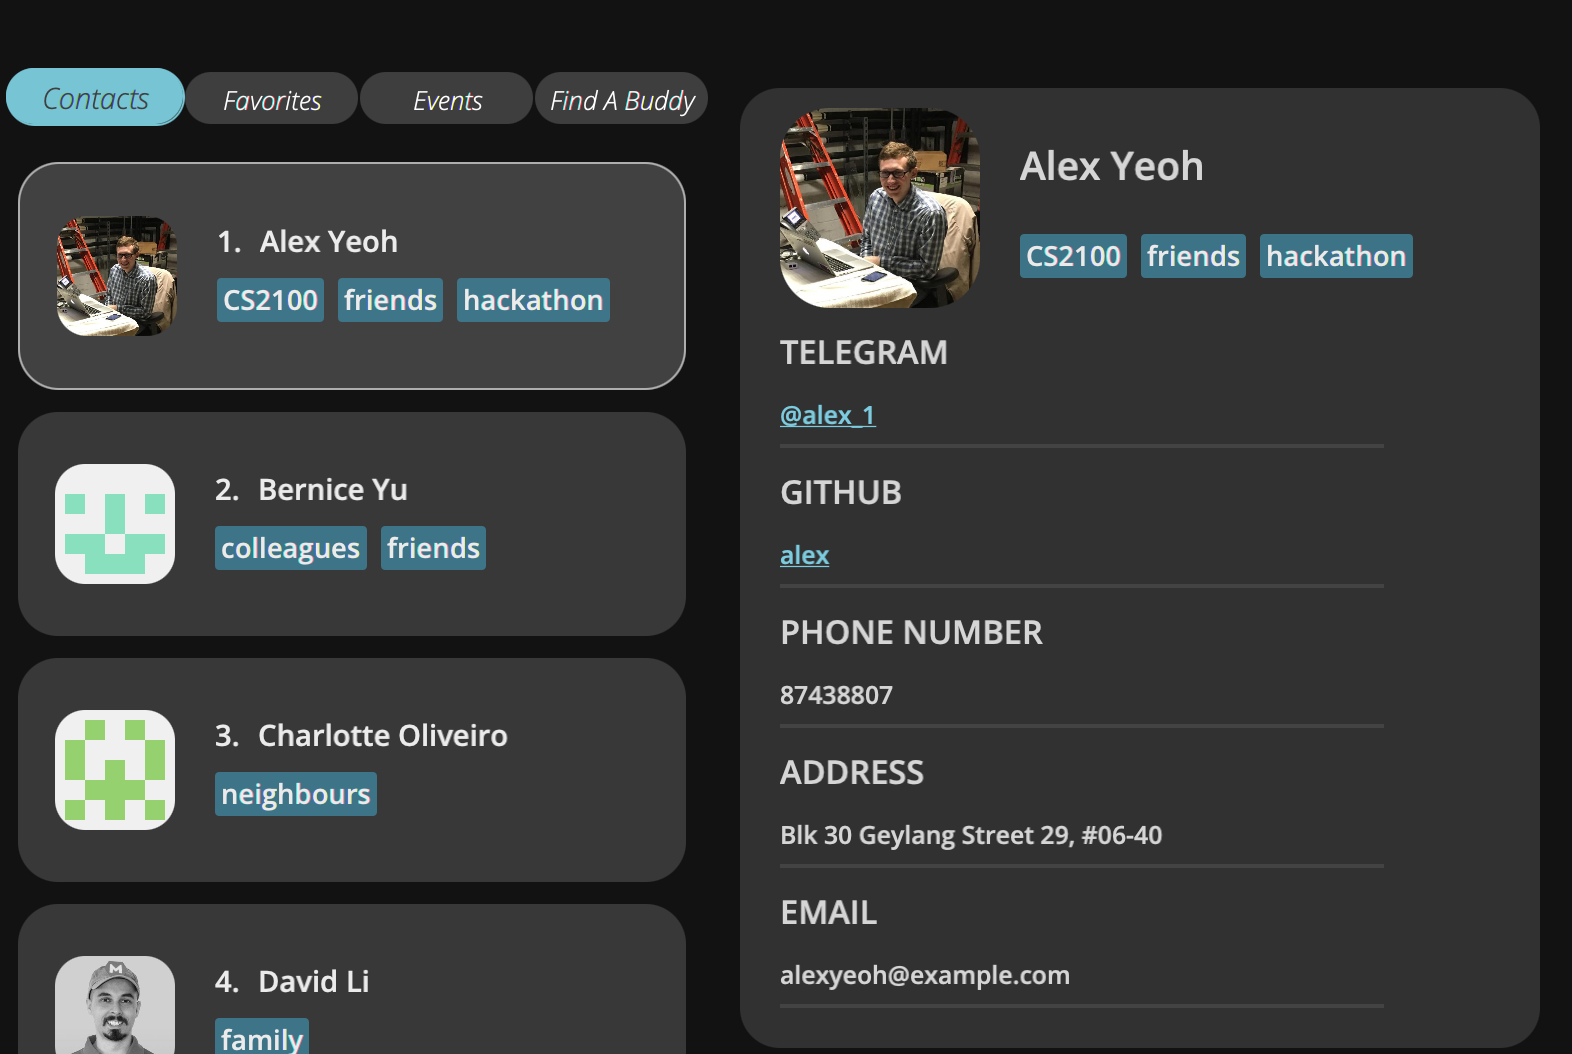 Contacts
Favorites
Events
Find A Buddy
1. Alex Yeoh
CS2100 friends hackathon
2. Bernice Yu
colleagues friends
3. Charlotte Oliveiro
neighbours
M
4. David Li
family
Alex Yeoh
CS2100 friends hackathon
TELEGRAM
@alex_1
GITHUB
alex
PHONE NUMBER
87438807
ADDRESS
Blk 30 Geylang Street 29, #06-40
EMAIL
alexyeoh@example.com